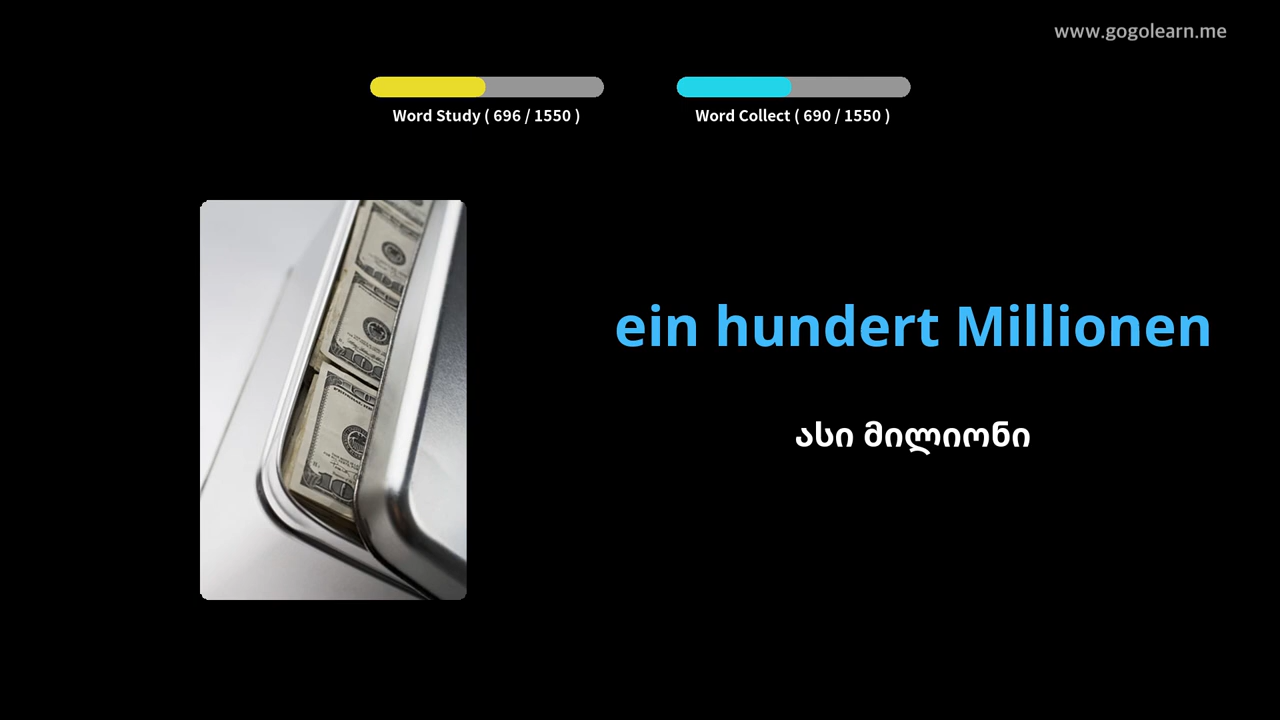 www.gogolearn.me
Word Study ( 696 / 1550 )
Word Collect ( 690 / 1550 )
ein hundert Millionen
ასი მილიონი